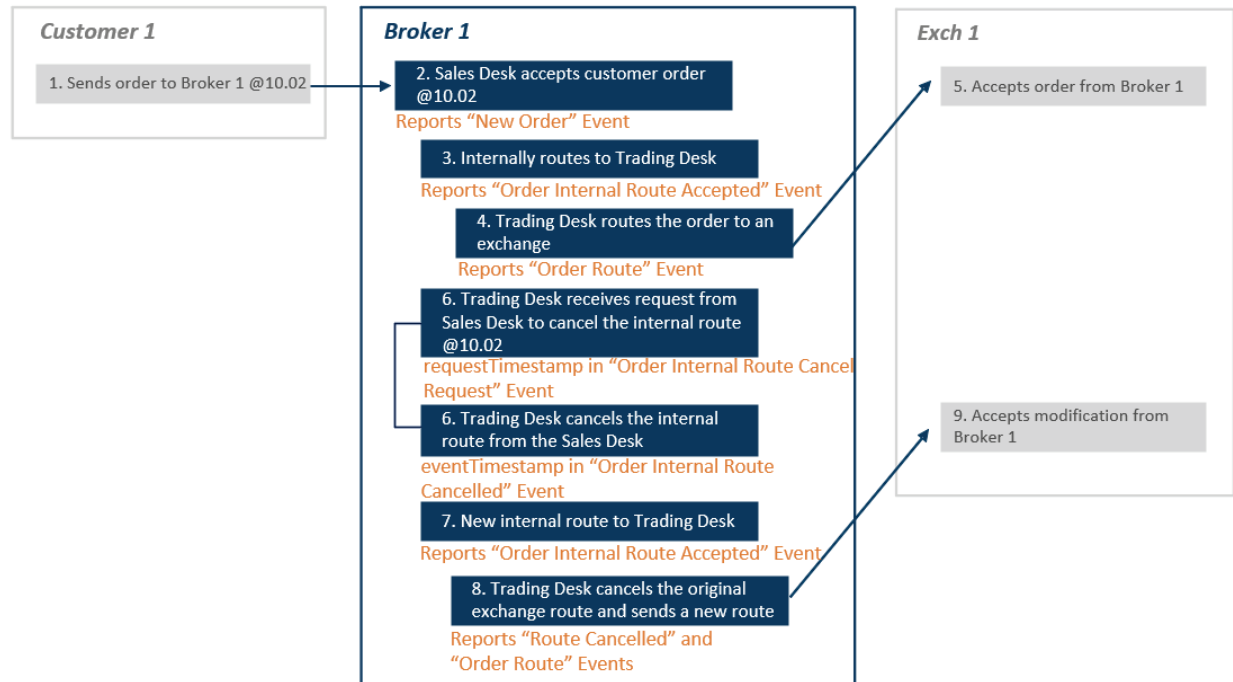 Customer 1
1. Sends order to Broker 1 @10.02
Broker 1
2. Sales Desk accepts customer order
@10.02
Reports “New Order” Event
3. Internally routes to Trading Desk
Reports “Order Internal Route Accepted” Event
4. Trading Desk routes the order to an
exchange
Reports “Order Route” Event
6. Trading Desk receives request from
Sales Desk to cancel the internal route
@10.02
requestTimestamp in “Order Internal Route Cancel
Request” Event
6. Trading Desk cancels the internal
route from the Sales Desk
eventTimestamp in “Order Internal Route
Cancelled” Event
7. New internal route to Trading Desk
Reports “Order Internal Route Accepted” Event
8. Trading Desk cancels the original
exchange route and sends a new route
Reports “Route Cancelled” and
“Order Route” Events
Exch 1
5. Accepts order from Broker 1
9. Accepts modification from
Broker 1